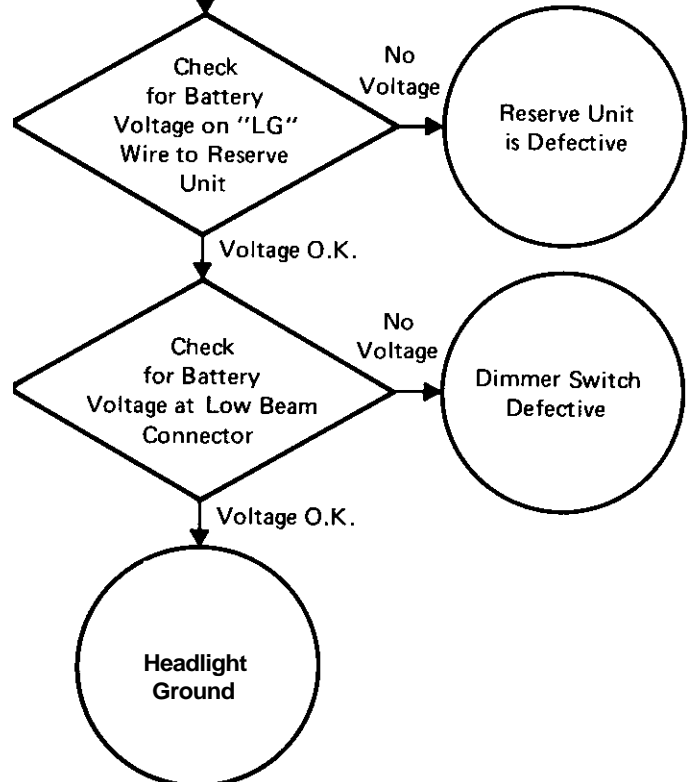 Check
for Battery
Voltage on "LG"
Wire to Reserve
Unit
No
Voltage
Reserve Unit
is Defective
Voltage O.K.
Check
for Battery
Voltage at Low Beam
Connector
No
Voltage
Dimmer Switch
Defective
Voltage O.K.
Headlight
Ground